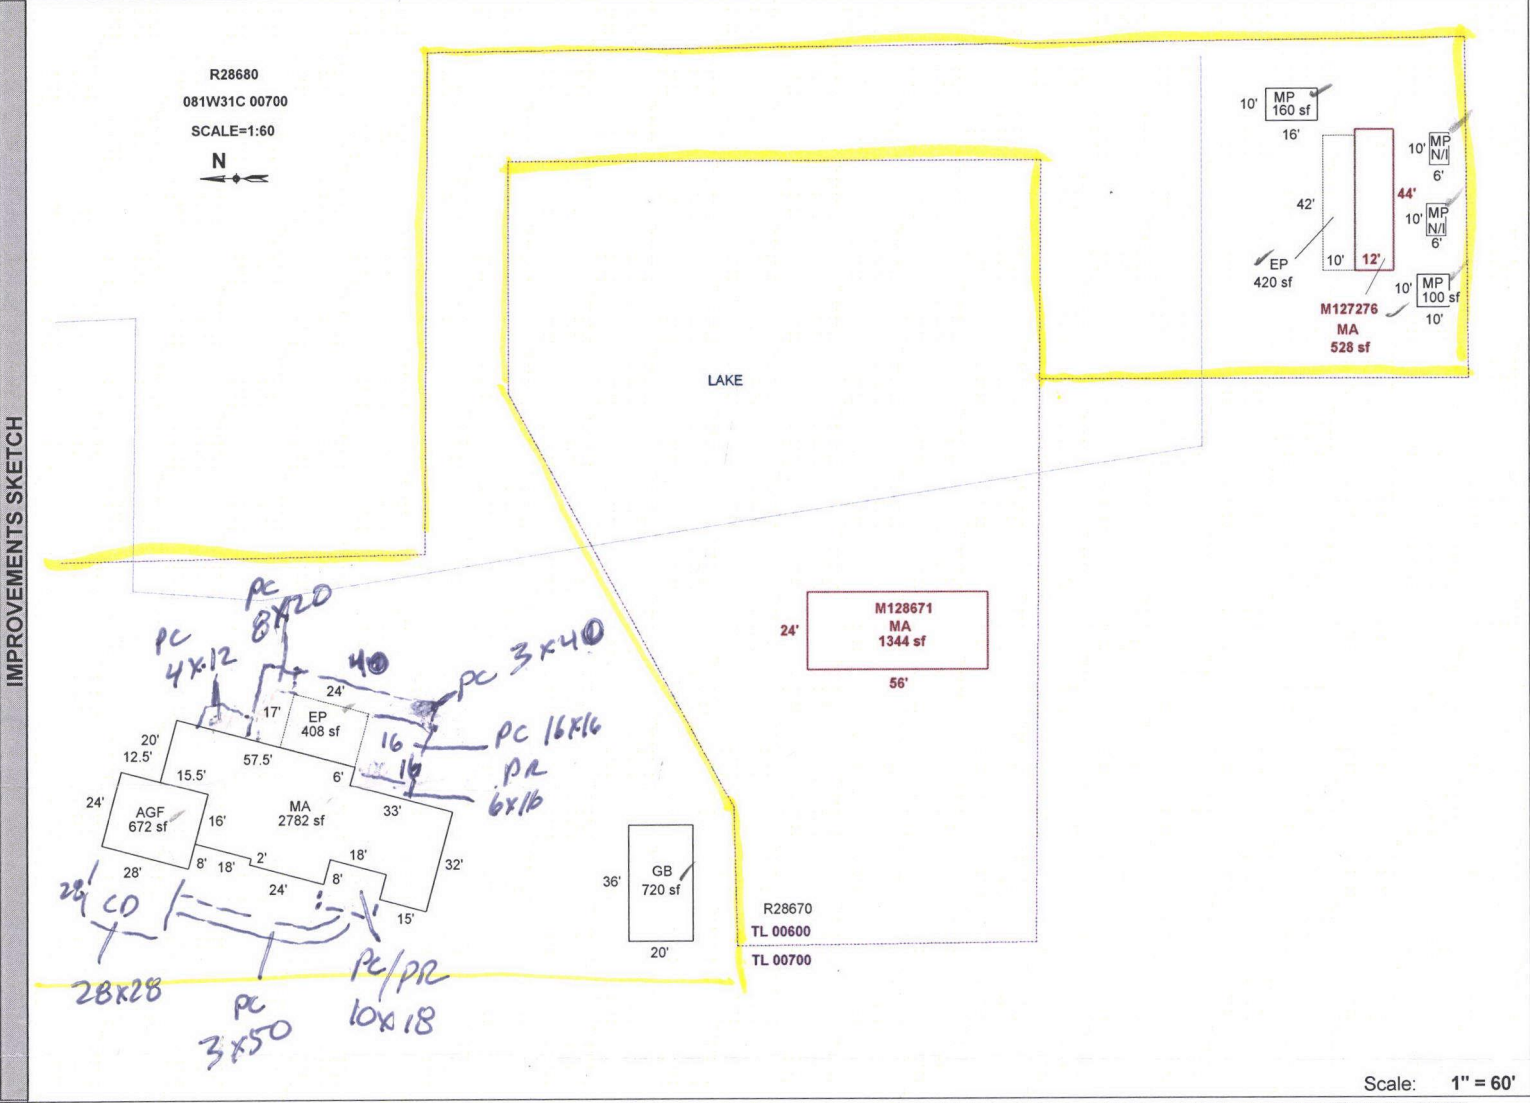 IMPROVEMENTS SKETCH
R28680
081W31C 00700
SCALE=1:60
N
10'
MP
160 sf
16'
10'
MP
N/I
6'
44'
42'
10'
MP
N/I
6'
EP
420 sf
10'
12'
10'
MP
100 sf
10'
M127276
MA
528 sf
LAKE
PC
8X20
PC
4X12
40
PC 3X40
24'
17'
EP
408 sf
16
PC 16X16
20'
12.5'
57.5'
6'
16
PR
6X16
15.5'
33'
24'
AGF
672 sf
16'
MA
2782 sf
32'
28'
8'
18'
2'
24'
18'
8'
15'
28'
CD
28X28
PC
3X50
PC/PR
10X18
24'
M128671
MA
1344 sf
56'
36'
GB
720 sf
20'
R28670
TL 00600
TL 00700
Scale: 1" = 60'